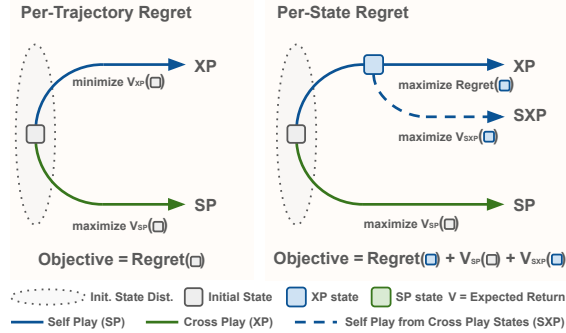 Per-Trajectory Regret
XP
minimize VXP(□)
SP
maximize VSP(□)
Objective = Regret(□)
Per-State Regret
XP
maximize Regret(□)
SXP
maximize VSXP(□)
SP
maximize VSP(□)
Objective = Regret(□) + VSP(□) + VSXP(□)
Init. State Dist.
Initial State
XP state
SP state
V = Expected Return
Self Play (SP)
Cross Play (XP)
Self Play from Cross Play States (SXP)